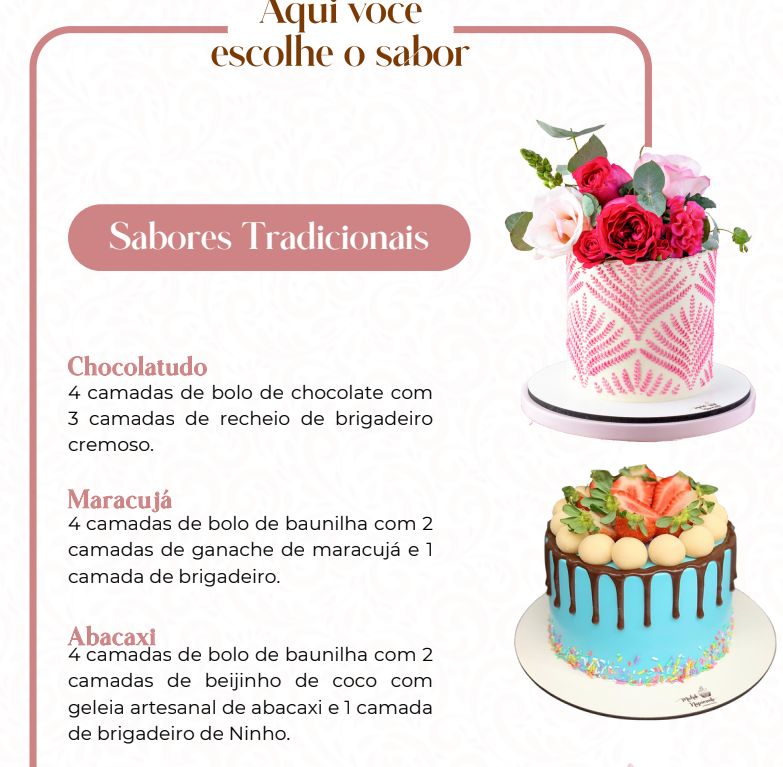 Aqui você
escolhe o sabor
Sabores Tradicionais
Chocolatudo
4 camadas de bolo de chocolate com
3 camadas de recheio de brigadeiro
cremoso.
Maracujá
4 camadas de bolo de baunilha com 2
camadas de ganache de maracujá e 1
camada de brigadeiro.
Abacaxi
4 camadas de bolo de baunilha com 2
camadas de beijinho de coco com
geleia artesanal de abacaxi e 1 camada
de brigadeiro de Ninho.